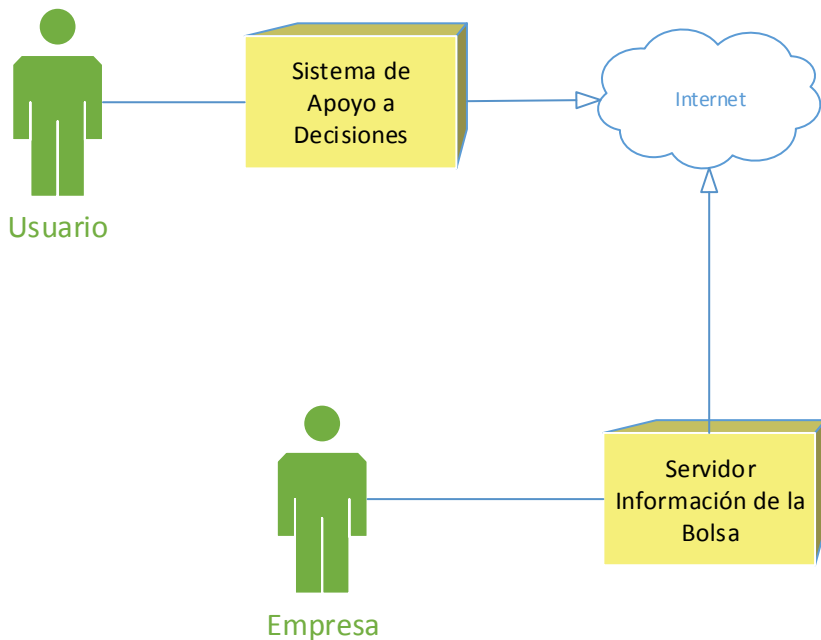 Sistema de
Apoyo a
Decisiones
Internet
Usuario
Servidor
Información de la
Bolsa
Empresa